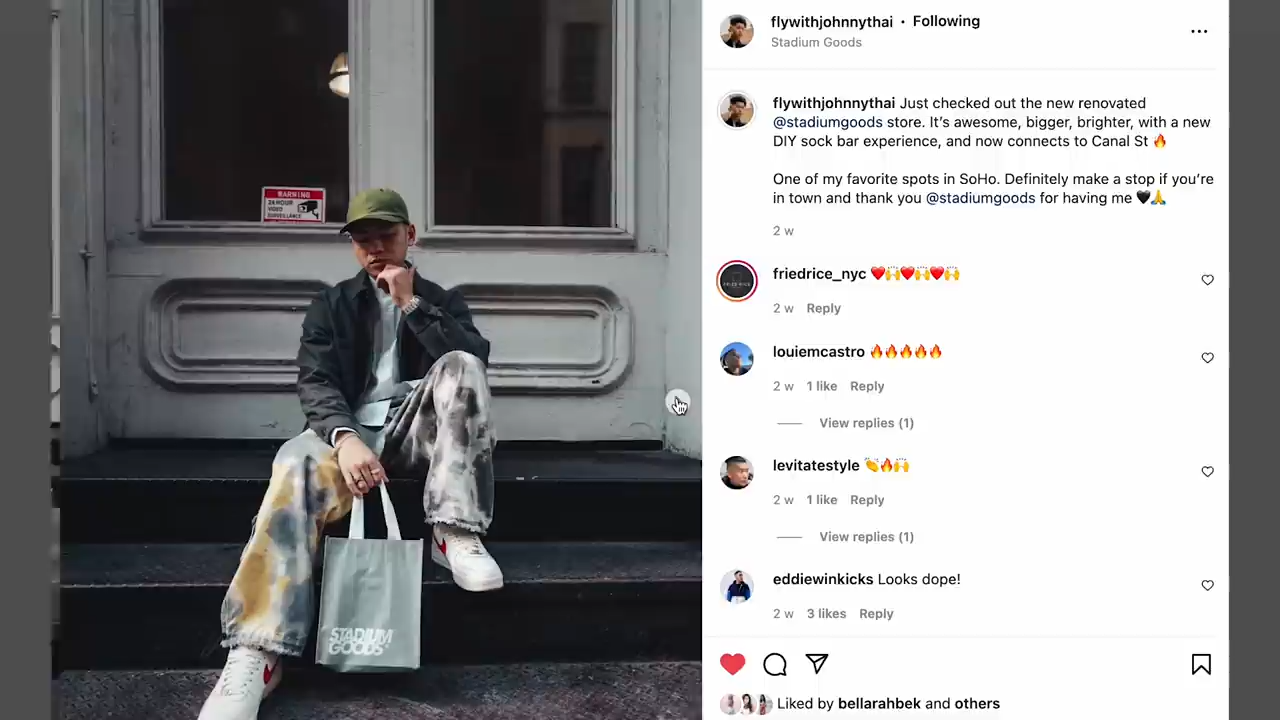 flywithjohnnythai • Following
Stadium Goods
flywithjohnnythai Just checked out the new renovated
@stadiumgoods store. It’s awesome, bigger, brighter, with a new
DIY sock bar experience, and now connects to Canal St 🔥
One of my favorite spots in SoHo. Definitely make a stop if you’re
in town and thank you @stadiumgoods for having me 🖤🙏
2 w
friedrice_nyc ❤️🙌❤️🙌❤️🙌
2 w Reply
louiemcastro 🔥🔥🔥🔥🔥
2 w 1 like Reply
View replies (1)
levitatestyle 👏🔥🙌
2 w 1 like Reply
View replies (1)
eddiewinkicks Looks dope!
2 w 3 likes Reply
Liked by bellarahbek and others
WARNING
24 HOUR
VIDEO
SURVEILLANCE
STADIUM
GOODS